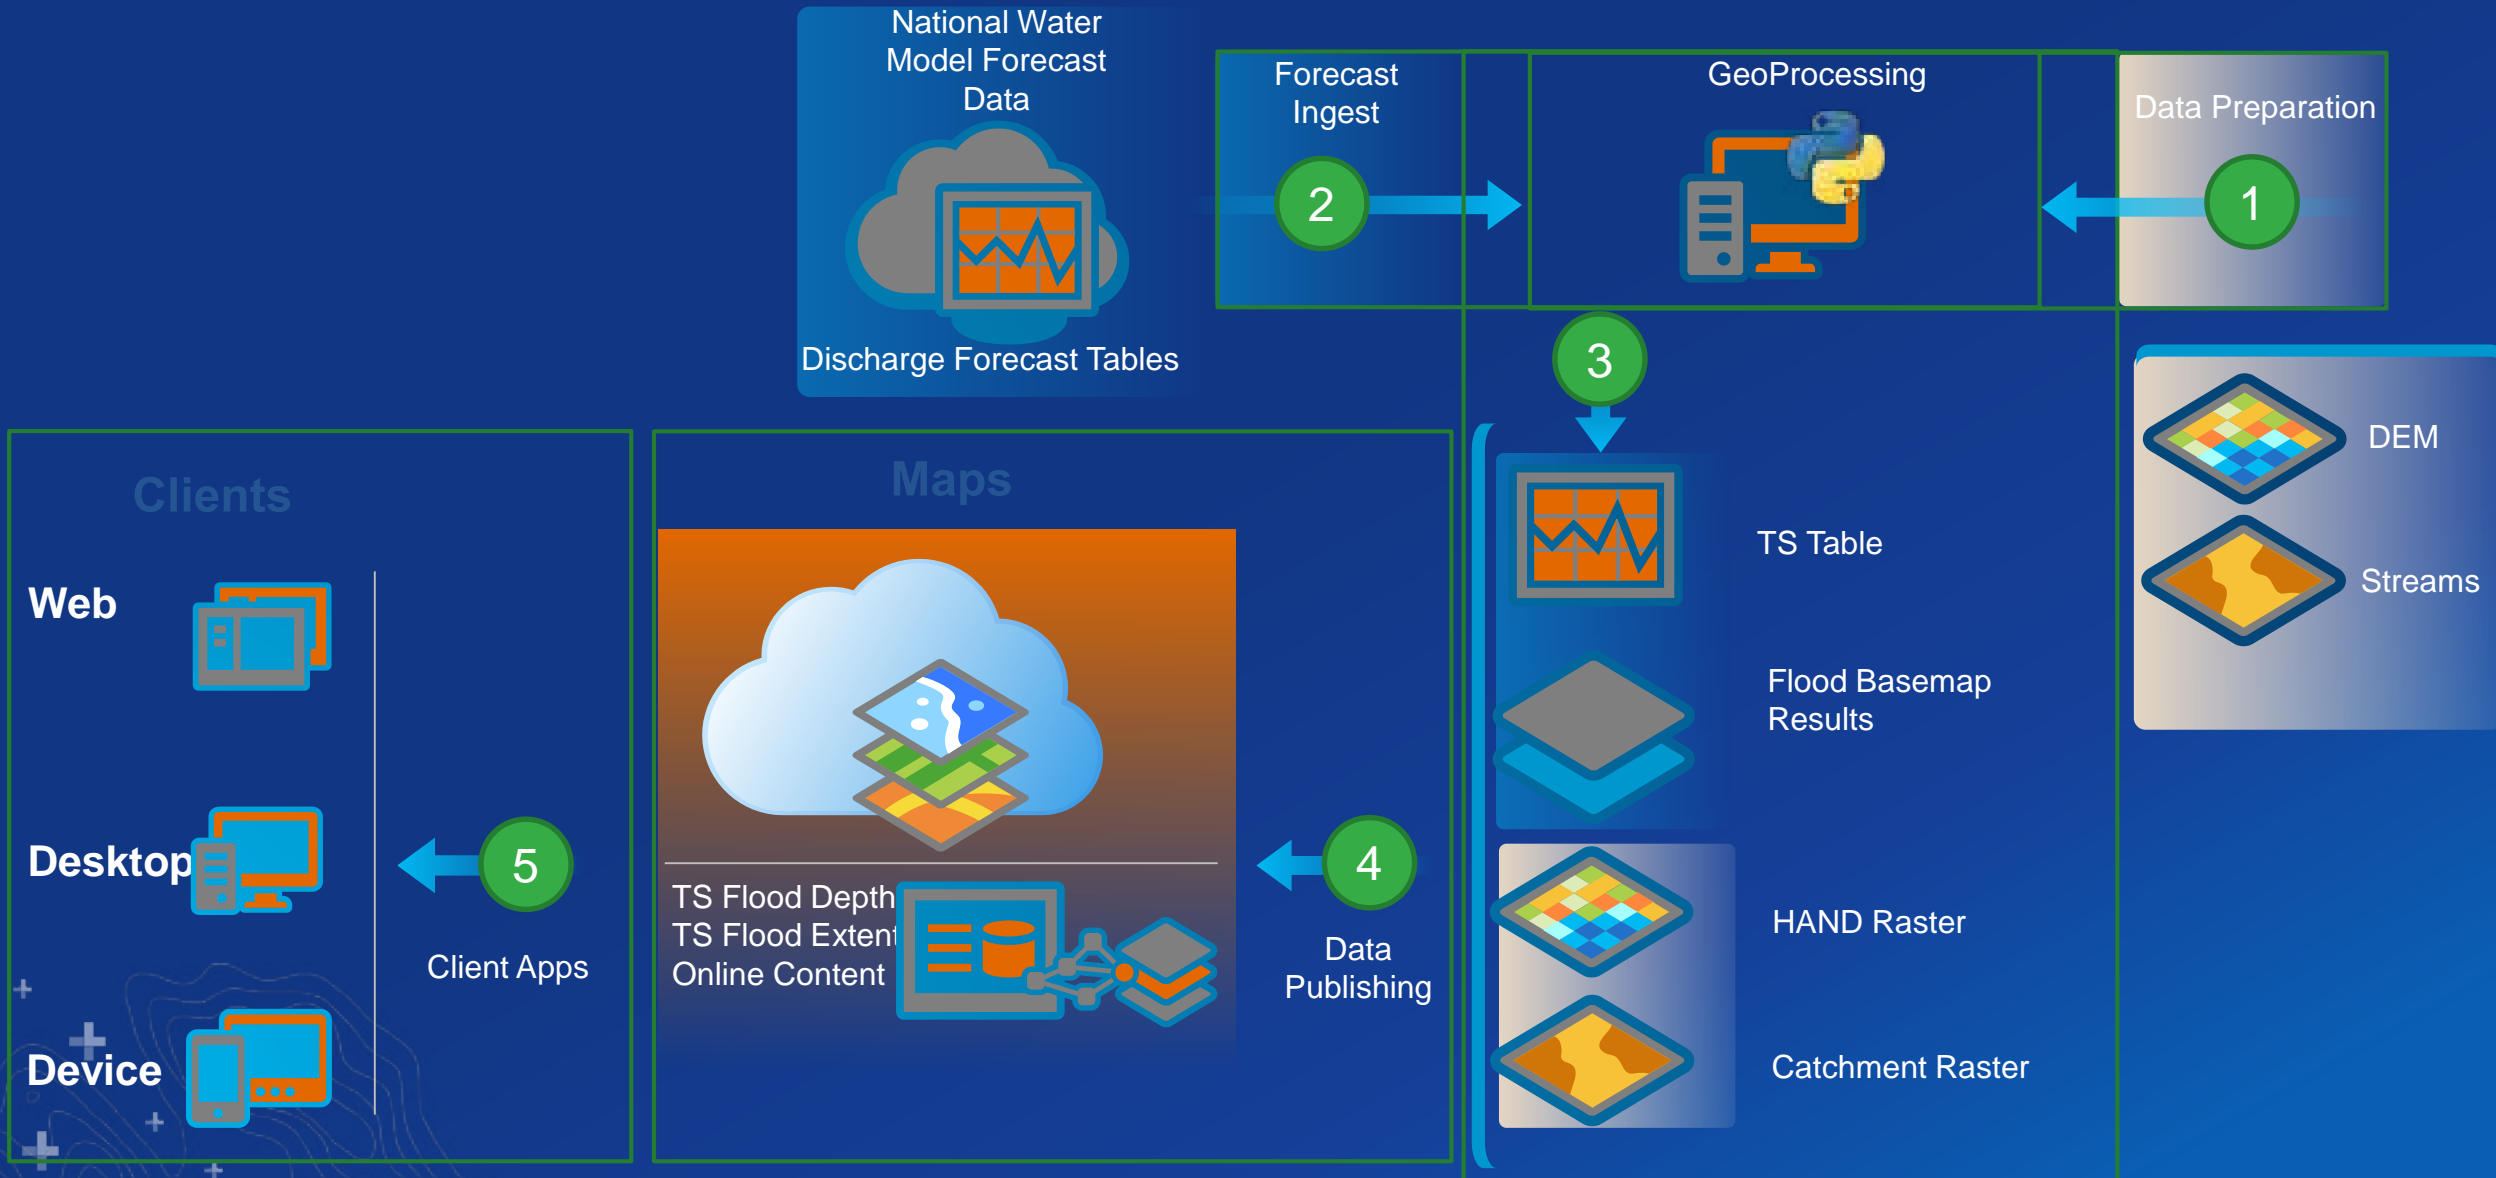 National Water
Model Forecast
Data
Discharge Forecast Tables
Forecast
Ingest
2
GeoProcessing
Data Preparation
1
3
DEM
Streams
TS Table
Flood Basemap
Results
HAND Raster
Catchment Raster
4
Data
Publishing
Maps
TS Flood Depth
TS Flood Extent
Online Content
5
Client Apps
Clients
Web
Desktop
Device